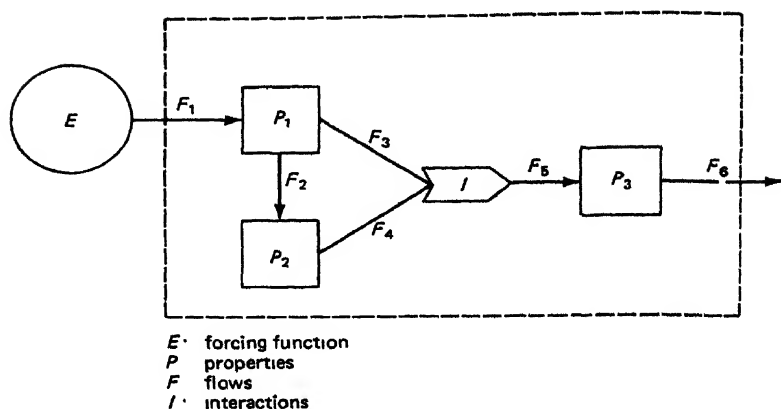 E
F1
P1
F3
F2
I
F5
P3
F6
F4
P2
E· forcing function
P properties
F flows
I· interactions